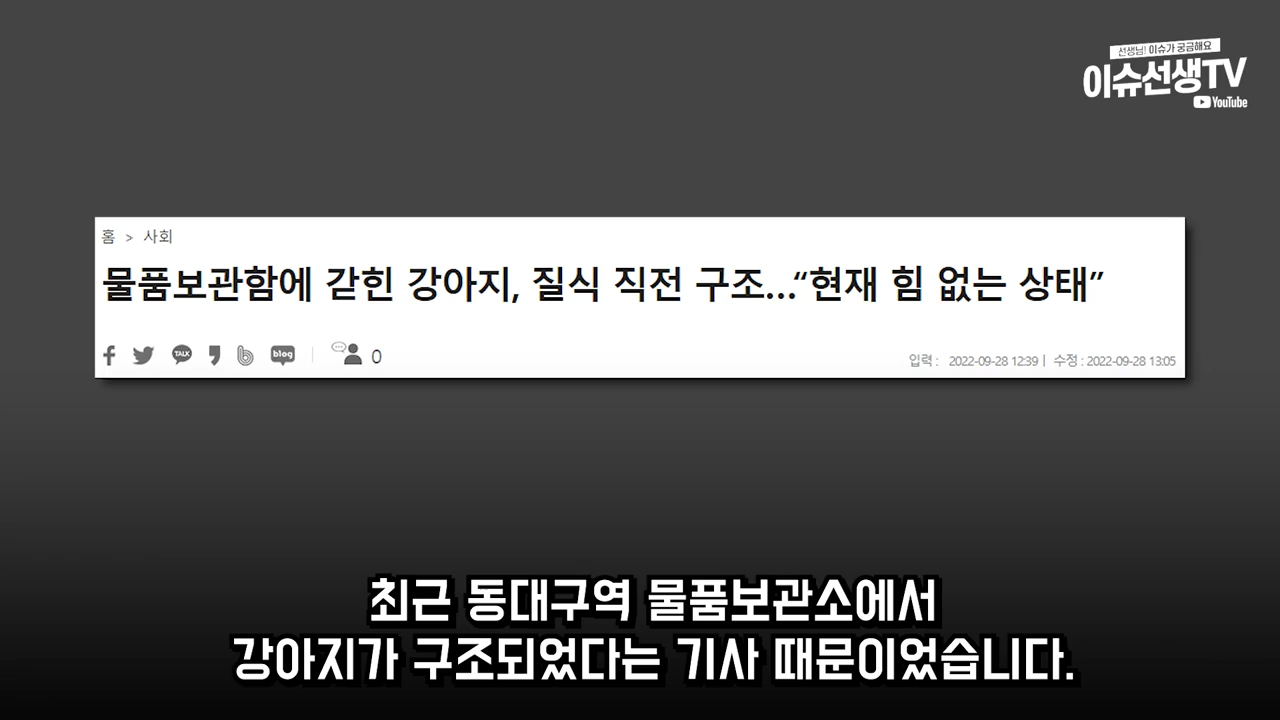 선생님! 이슈가 궁금해요
이슈선생TV
YouTube
홈 > 사회
물품보관함에 갇힌 강아지, 질식 직전 구조...“현재 힘 없는 상태”
TALK
blog
0
입력 : 2022-09-28 12:39 | 수정 : 2022-09-28 13:05
최근 동대구역 물품보관소에서
강아지가 구조되었다는 기사 때문이었습니다.